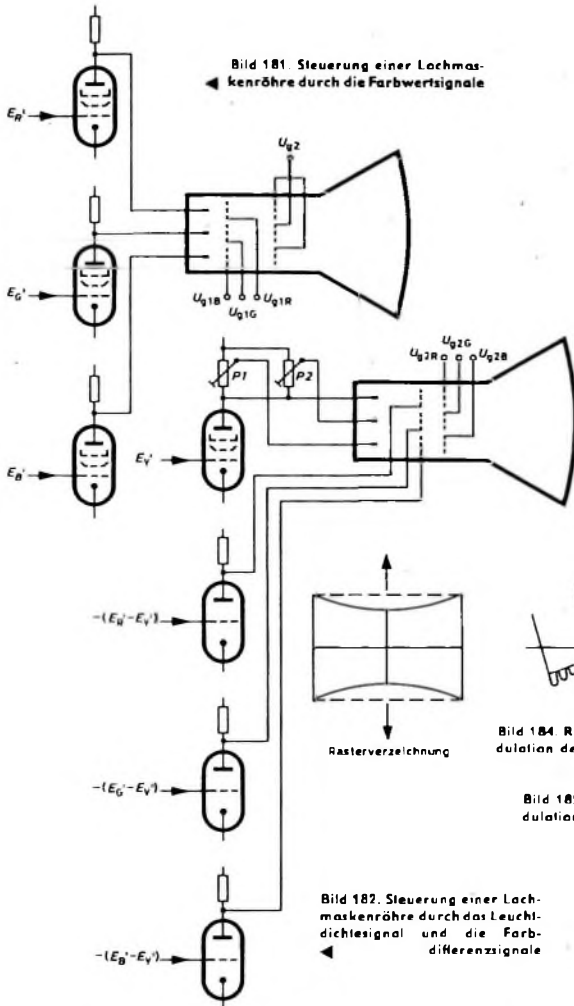 Bild 181. Steuerung einer Lochmas-
◄ kenröhre durch die Farbwertsignale
E_R'
U_g2
E_G'
U_g1B U_g1G U_g1R
U_g2R U_g2G U_g2B
P1 P2
E_B'
E_Y'
-(E_R'-E_Y')
Rasterverzeichnung
Bild 184. R
dulation de
-(E_G'-E_Y')
Bild 185
dulation
Bild 182. Steuerung einer Loch-
maskenröhre durch das Leucht-
dichtesignal und die Farb-
◄ differenzsignale
-(E_B'-E_Y')